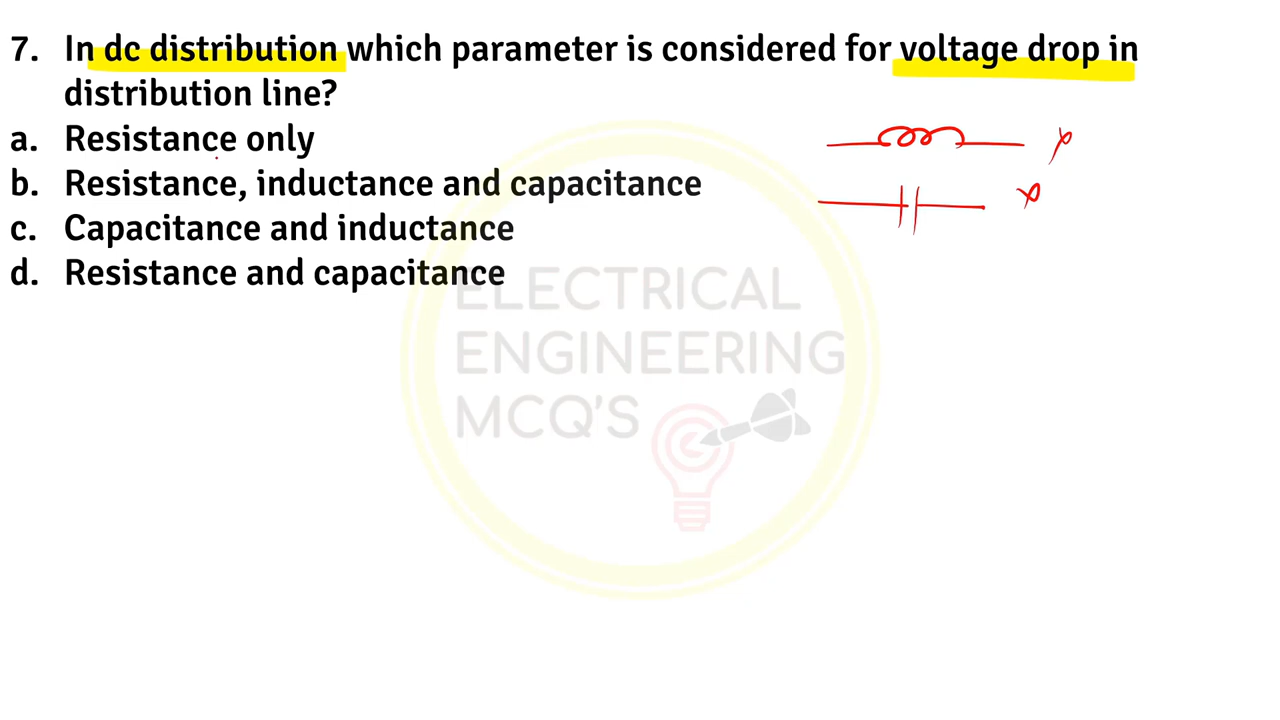 7. In dc distribution which parameter is considered for voltage drop in
distribution line?
a. Resistance only
b. Resistance, inductance and capacitance
c. Capacitance and inductance
d. Resistance and capacitance
ELECTRICAL
ENGINEERING
MCQ'S